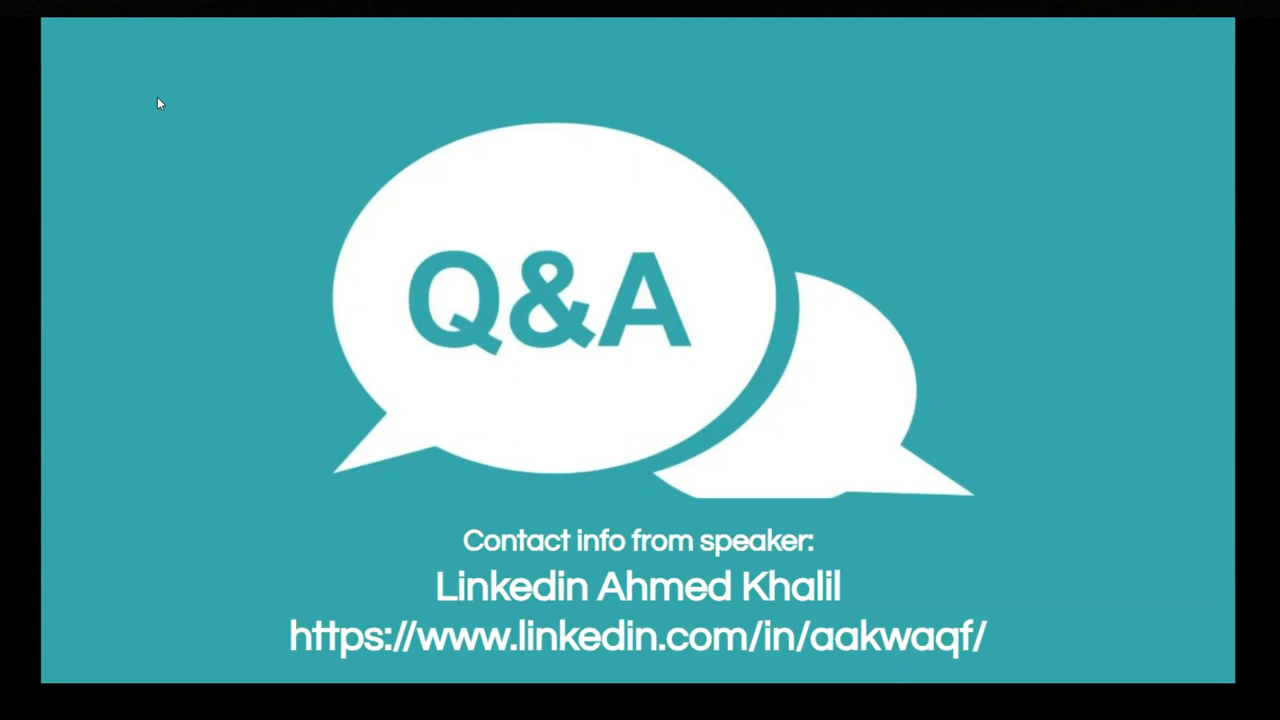 Q&A
Contact info from speaker:
Linkedin Ahmed Khalil
https://www.linkedin.com/in/aakwaqf/